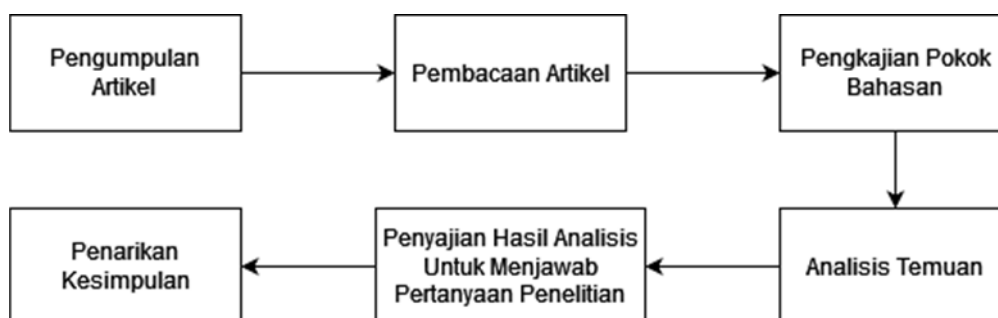 Pengumpulan
Artikel
Pembacaan Artikel
Pengkajian Pokok
Bahasan
Analisis Temuan
Penyajian Hasil Analisis
Untuk Menjawab
Pertanyaan Penelitian
Penarikan
Kesimpulan